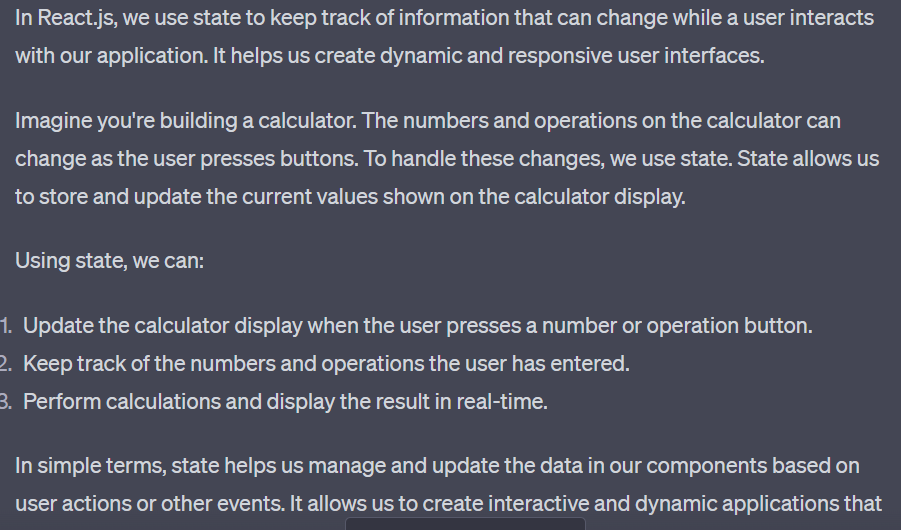 In React.js, we use state to keep track of information that can change while a user interacts
with our application. It helps us create dynamic and responsive user interfaces.
Imagine you're building a calculator. The numbers and operations on the calculator can
change as the user presses buttons. To handle these changes, we use state. State allows us
to store and update the current values shown on the calculator display.
Using state, we can:
1. Update the calculator display when the user presses a number or operation button.
2. Keep track of the numbers and operations the user has entered.
3. Perform calculations and display the result in real-time.
In simple terms, state helps us manage and update the data in our components based on
user actions or other events. It allows us to create interactive and dynamic applications that